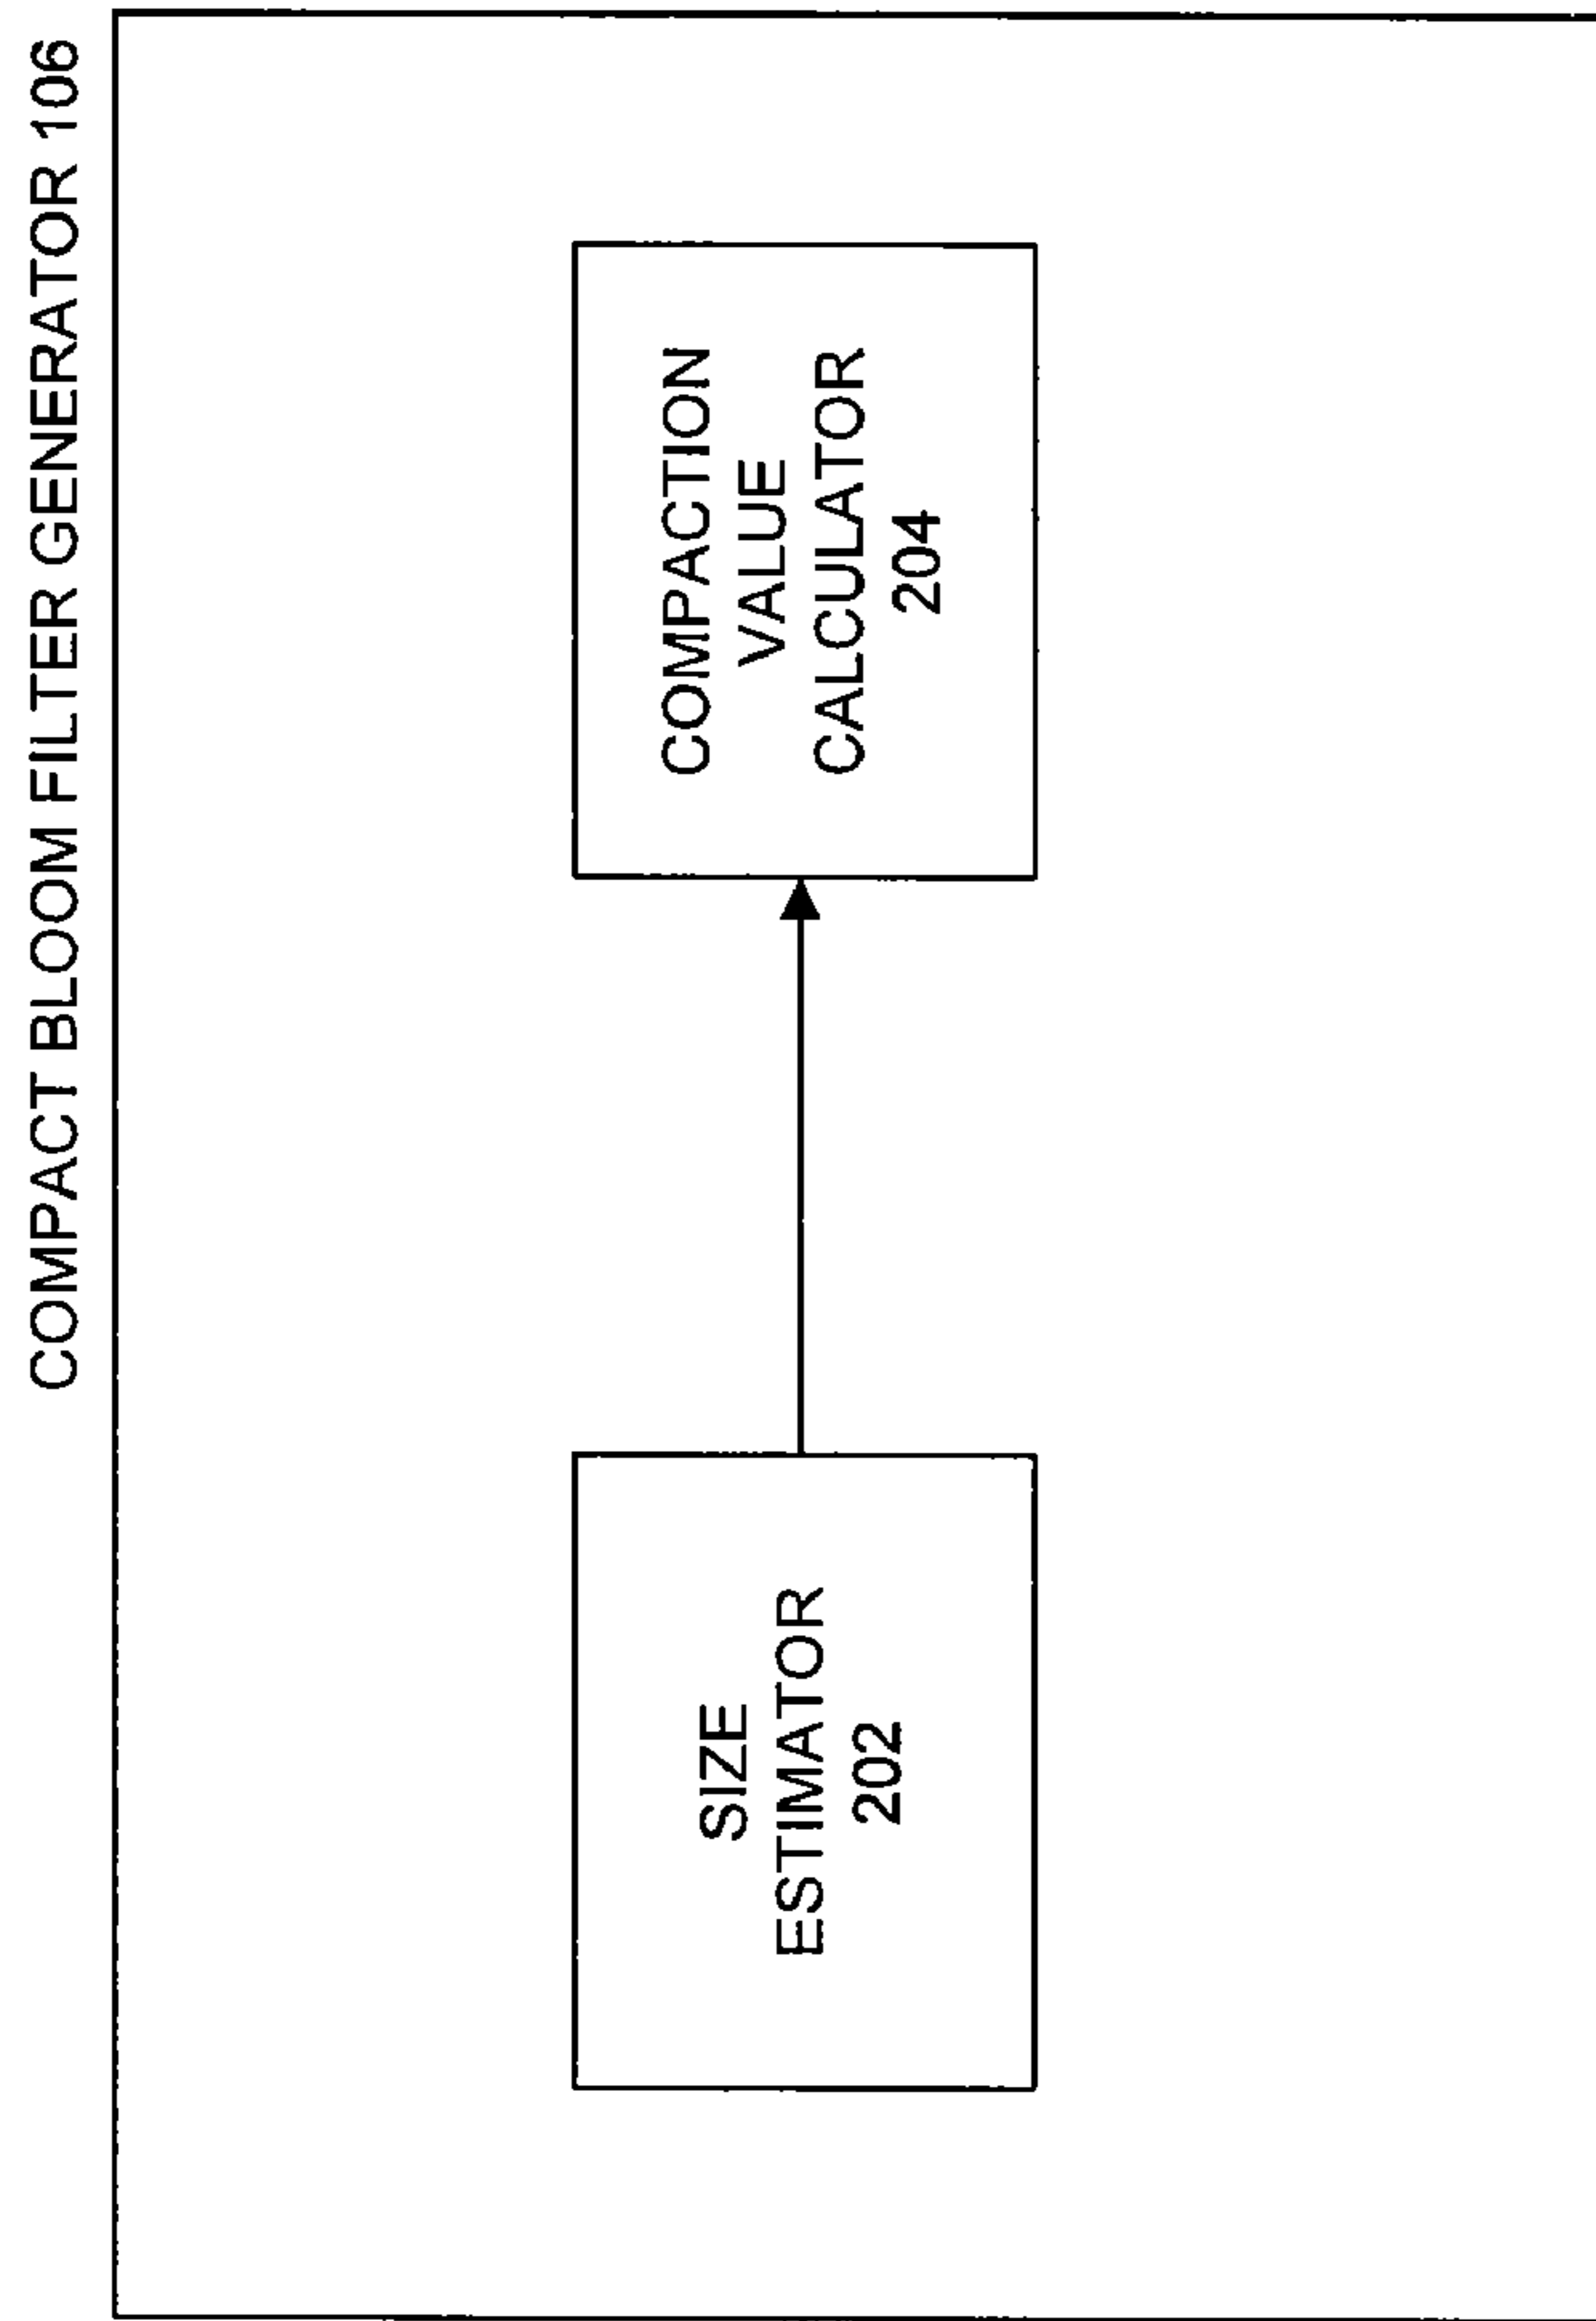 COMPACT BLOOM FILTER GENERATOR 106
SIZE
ESTIMATOR
202
COMPACTION
VALUE
CALCULATOR
204